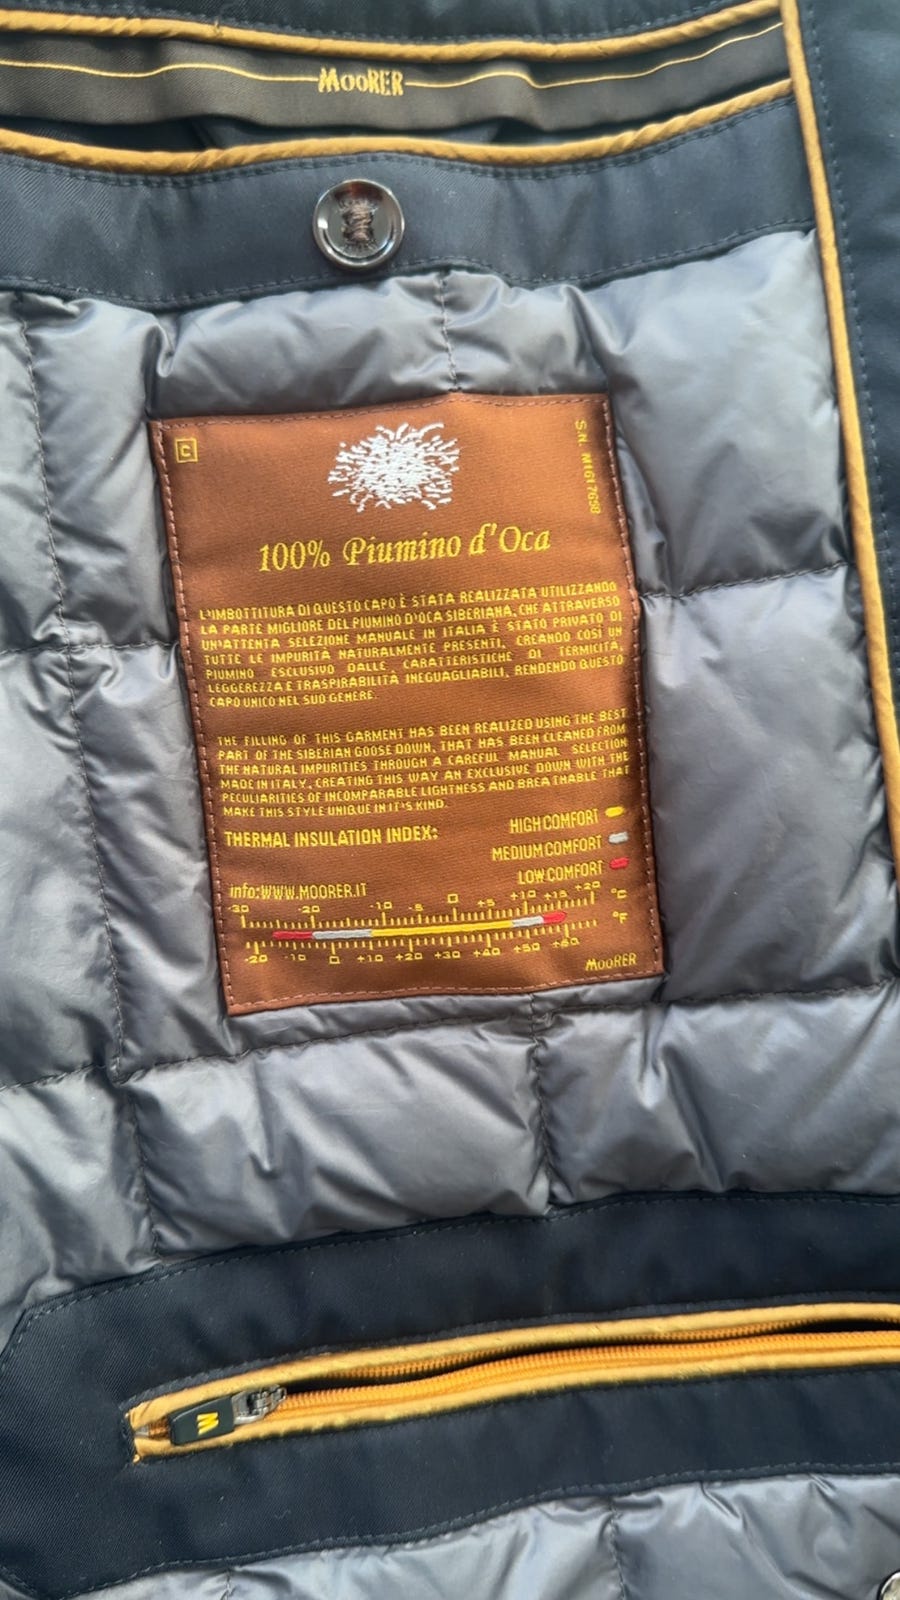 MOORER
C
S.N. M1617658
100% Piumino d'Oca
L'IMBOTTITURA DI QUESTO CAPO È STATA REALIZZATA UTILIZZANDO
LA PARTE MIGLIORE DEL PIUMINO D'OCA SIBERIANA, CHE ATTRAVERSO
UN'ATTENTA SELEZIONE MANUALE IN ITALIA È STATO PRIVATO DI
TUTTE LE IMPURITÀ NATURALMENTE PRESENTI, CREANDO COSÌ UN
PIUMINO ESCLUSIVO DALLE CARATTERISTICHE DI TERMICITÀ,
LEGGEREZZA E TRASPIRABILITÀ INEGUAGLIABILI, RENDENDO QUESTO
CAPO UNICO NEL SUO GENERE.
THE FILLING OF THIS GARMENT HAS BEEN REALIZED USING THE BEST
PART OF THE SIBERIAN GOOSE DOWN, THAT HAS BEEN CLEANED FROM
THE NATURAL IMPURITIES THROUGH A CAREFUL MANUAL SELECTION
MADE IN ITALY, CREATING THIS WAY AN EXCLUSIVE DOWN WITH THE
PECULIARITIES OF INCOMPARABLE LIGHTNESS AND BREATHABLE THAT
MAKE THIS STYLE UNIQUE IN IT'S KIND.
THERMAL INSULATION INDEX:
HIGH COMFORT
MEDIUM COMFORT
LOW COMFORT
info: WWW.MOORER.IT
-30 -20 -10 -5 0 +5 +10 +15 +20 °C
°F
-20 -10 0 +10 +20 +30 +40 +50 +60
MOORER
M